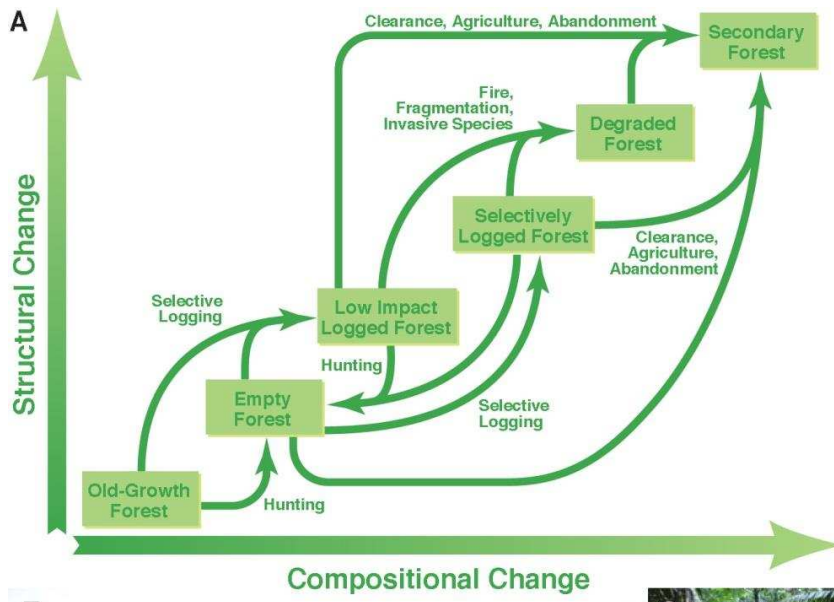 A
Clearance, Agriculture, Abandonment
Secondary
Forest
Fire,
Fragmentation,
Invasive Species
Degraded
Forest
Selectively
Logged Forest
Clearance,
Agriculture,
Abandonment
Selective
Logging
Low Impact
Logged Forest
Hunting
Empty
Forest
Selective
Logging
Old-Growth
Forest
Hunting
Structural Change
Compositional Change